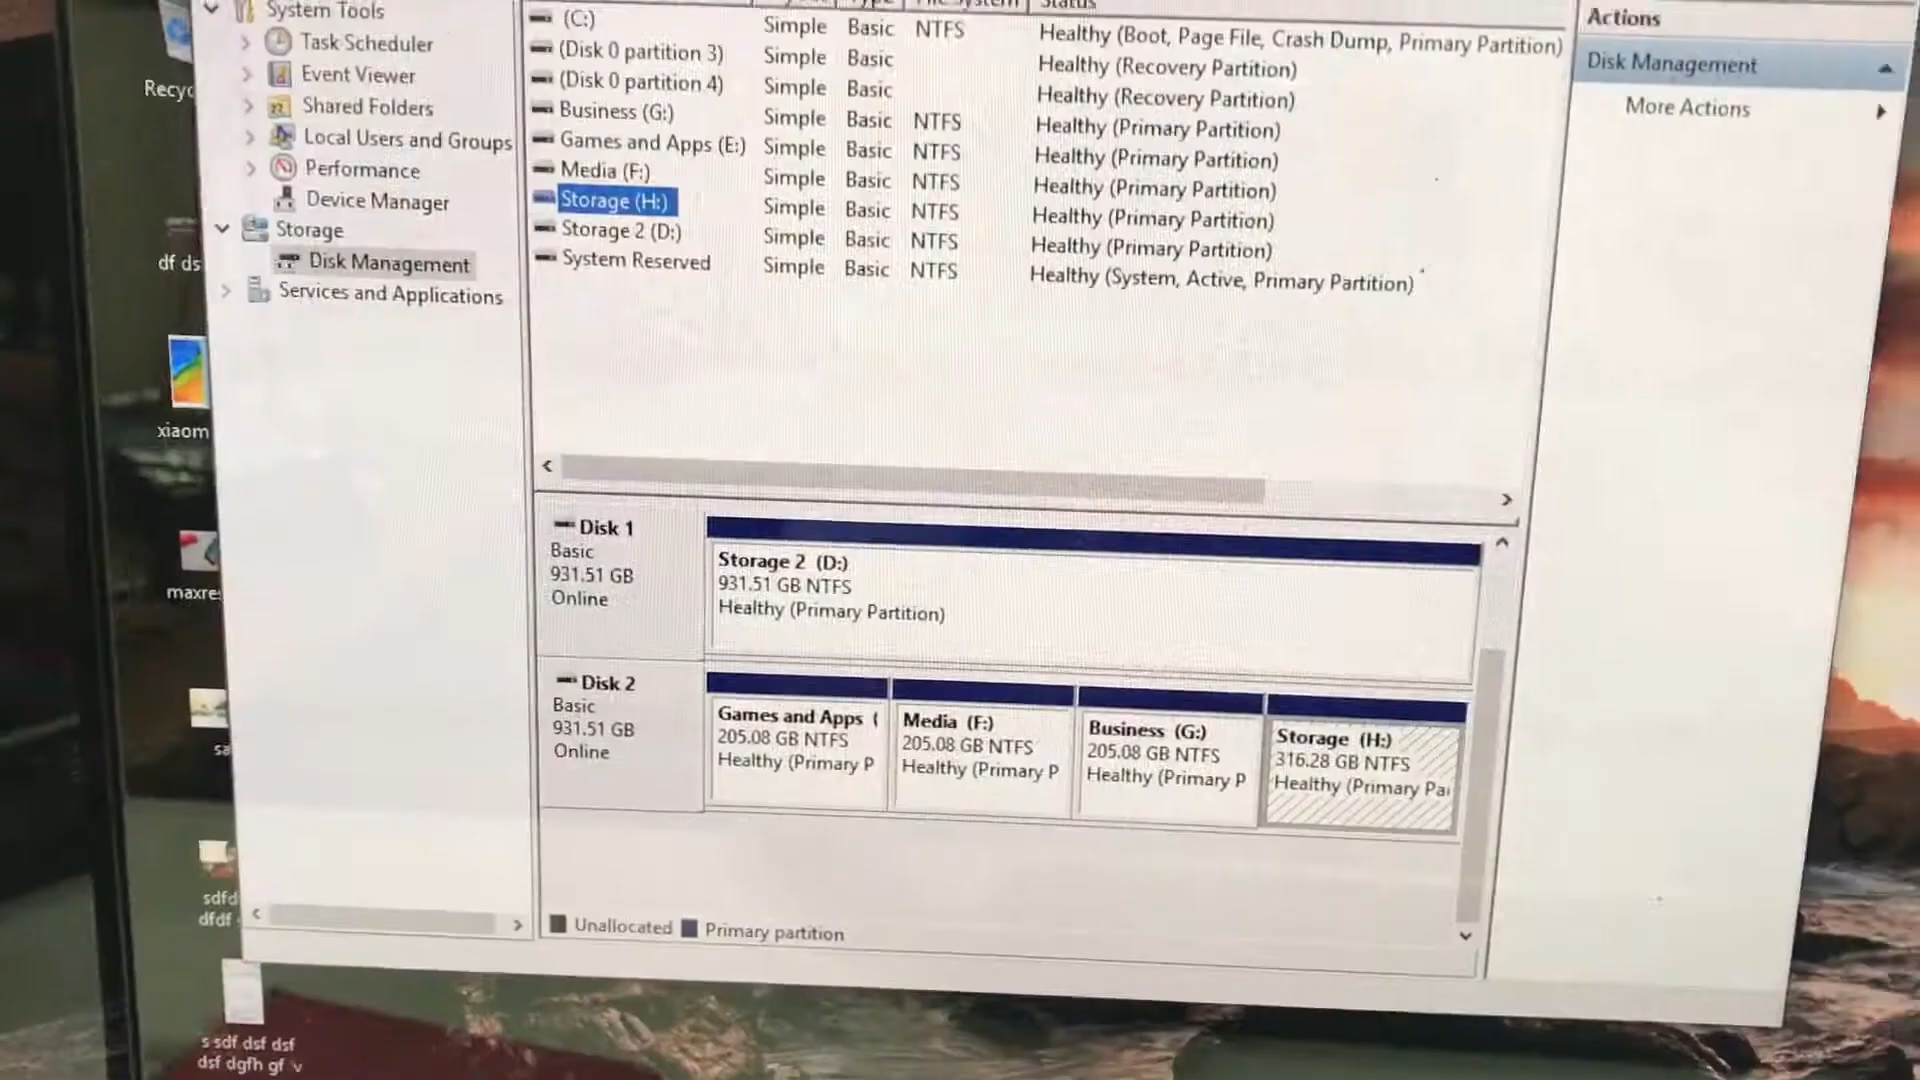 System Tools
Task Scheduler
Event Viewer
Shared Folders
Local Users and Groups
Performance
Device Manager
Storage
Disk Management
Services and Applications
Status
(C:) Simple Basic NTFS Healthy (Boot, Page File, Crash Dump, Primary Partition)
(Disk 0 partition 3) Simple Basic Healthy (Recovery Partition)
(Disk 0 partition 4) Simple Basic Healthy (Recovery Partition)
Business (G:) Simple Basic NTFS Healthy (Primary Partition)
Games and Apps (E:) Simple Basic NTFS Healthy (Primary Partition)
Media (F:) Simple Basic NTFS Healthy (Primary Partition)
Storage (H:) Simple Basic NTFS Healthy (Primary Partition)
Storage 2 (D:) Simple Basic NTFS Healthy (Primary Partition)
System Reserved Simple Basic NTFS Healthy (System, Active, Primary Partition)
Actions
Disk Management
More Actions
Disk 1
Basic
931.51 GB
Online
Storage 2 (D:)
931.51 GB NTFS
Healthy (Primary Partition)
Disk 2
Basic
931.51 GB
Online
Games and Apps (
205.08 GB NTFS
Healthy (Primary P
Media (F:)
205.08 GB NTFS
Healthy (Primary P
Business (G:)
205.08 GB NTFS
Healthy (Primary P
Storage (H:)
316.28 GB NTFS
Healthy (Primary Par
Unallocated Primary partition
Recyc
df ds
xiaom
maxres
sa
sdfd
dfdf
s sdf dsf dsf
dsf dgfh gf v